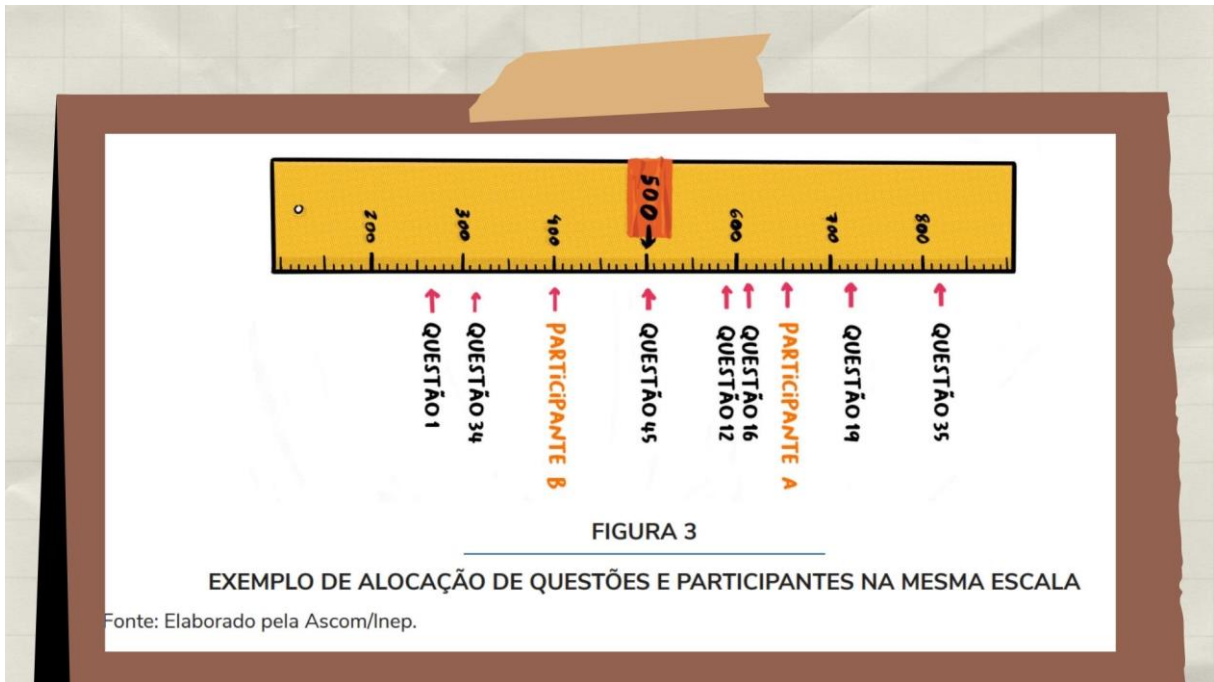 200
300
400
500
600
700
800
QUESTÃO 1
QUESTÃO 34
PARTiCiPANTE B
QUESTÃO 45
QUESTÃO 12
QUESTÃO 16
PARTiCiPANTE A
QUESTÃO 19
QUESTÃO 35
FIGURA 3
EXEMPLO DE ALOCAÇÃO DE QUESTÕES E PARTICIPANTES NA MESMA ESCALA
Fonte: Elaborado pela Ascom/Inep.